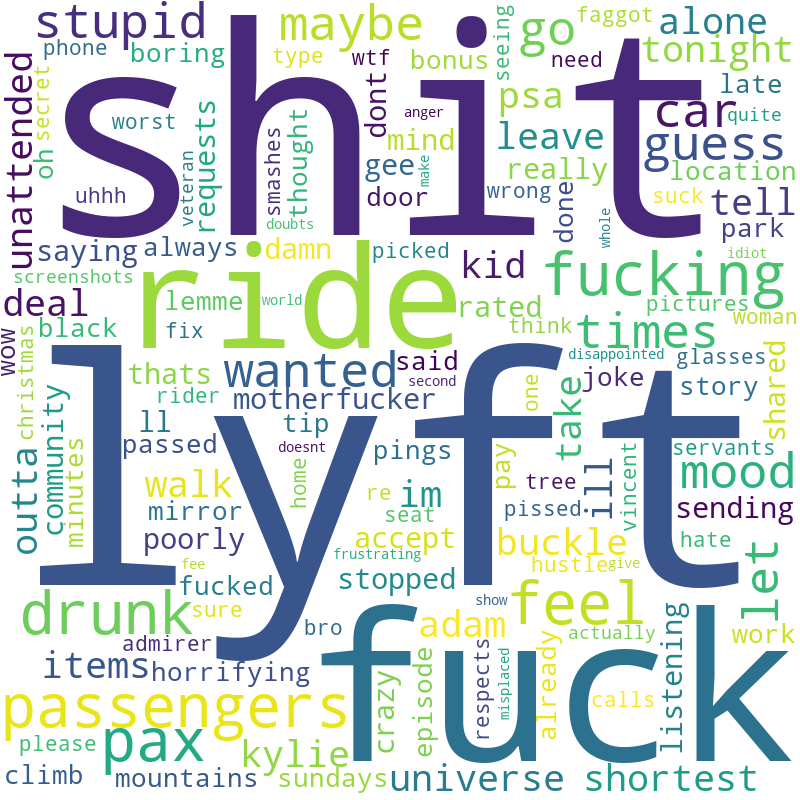 stupid
maybe
shit
go
faggot
alone
phone
boring
type
wtf
bonus
seeing
need
tonight
unattended
oh
secret
worst
requests
veteran
smashes
thought
dont
anger
mind
psa
car
late
quite
make
leave
guess
uhhh
gee
door
really
wrong
location
suck
tell
doubts
done
whole
park
saying
always
damn
picked
kid
fucking
idiot
screenshots
ride
wow
deal
lemme
world
rated
pictures
woman
christmas
black
fix
think
times
thats
wanted
said
disappointed
glasses
second
joke
story
shared
rider
motherfucker
take
one
community
ll
tip
lyft
outta
minutes
passed
doesnt
pings
servants
walk
home
pay
tree
ill
mood
mirror
im
seat
pissed
vincent
sending
poorly
re
accept
buckle
hate
let
frustrating
fee
fucked
stopped
hustle
give
drunk
sure
show
feel
bro
adam
actually
work
admirer
items
horrifying
fuck
passengers
crazy
episode
respects
misplaced
already
calls
listening
please
pax
kylie
climb
mountains
sundays
universe
shortest